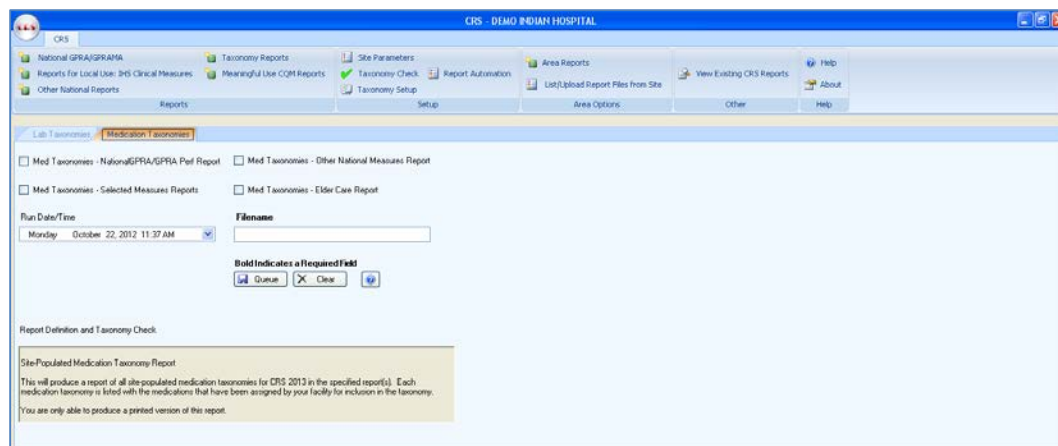 CRS - DEMO INDIAN HOSPITAL
CRS
National GPRA/GPRAMA
Taxonomy Reports
Site Parameters
Area Reports
Help
Reports for Local Use: IHS Clinical Measures
Meaningful Use CQM Reports
Taxonomy Check
Report Automation
View Existing CRS Reports
Other National Reports
Taxonomy Setup
List/Upload Report Files from Site
About
Reports
Setup
Area Options
Other
Help
Lab Taxonomies
Medication Taxonomies
Med Taxonomies - NationalGPRA/GPRA Perf Report
Med Taxonomies - Other National Measures Report
Med Taxonomies - Selected Measures Reports
Med Taxonomies - Elder Care Report
Run Date/Time
Filename
Monday October 22, 2012 11:37 AM
Bold Indicates a Required Field
Queue
Clear
Report Definition and Taxonomy Check
Site-Populated Medication Taxonomy Report
This will produce a report of all site-populated medication taxonomies for CRS 2013 in the specified report(s). Each
medication taxonomy is listed with the medications that have been assigned by your facility for inclusion in the taxonomy.
You are only able to produce a printed version of this report.